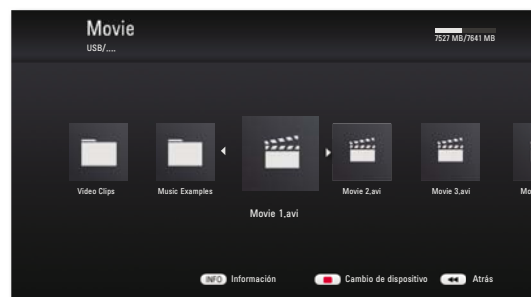 Movie
USB/....
7527 MB/7641 MB
Video Clips
Music Examples
Movie 1.avi
Movie 2.avi
Movie 3.avi
Mo
INFO Información
Cambio de dispositivo
Atrás